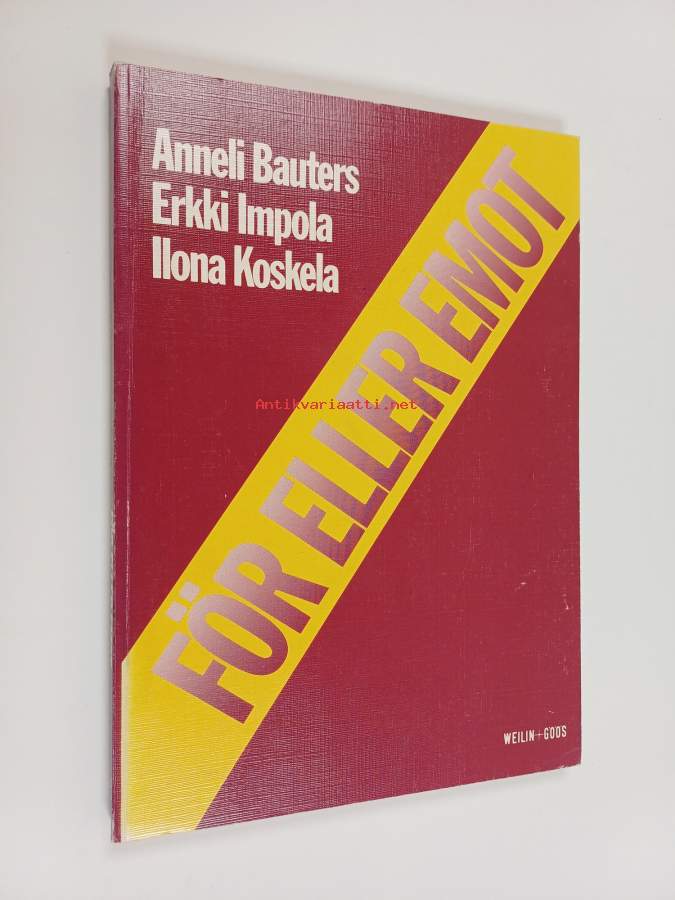 Anneli Bauters
Erkki Impola
Ilona Koskela
FÖR ELLER EMOT
Antikvariaatti.net
WEILIN+GÖÖS